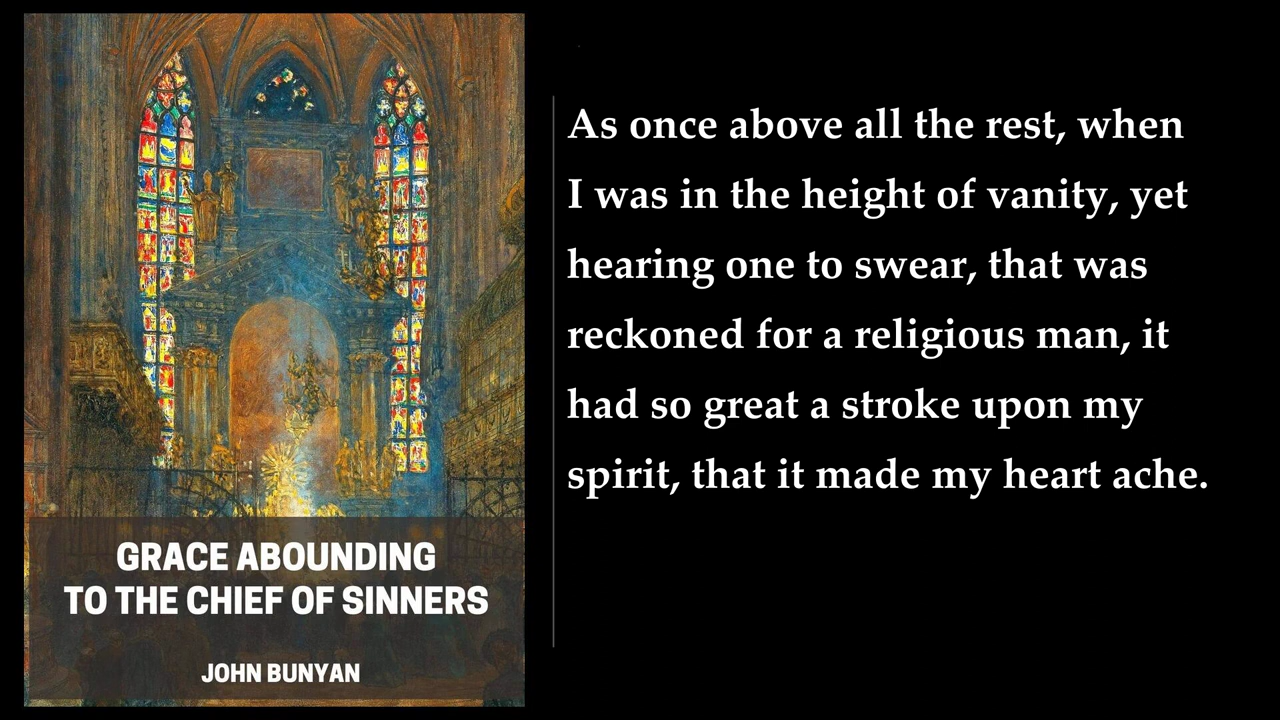 GRACE ABOUNDING
TO THE CHIEF OF SINNERS
JOHN BUNYAN
As once above all the rest, when
I was in the height of vanity, yet
hearing one to swear, that was
reckoned for a religious man, it
had so great a stroke upon my
spirit, that it made my heart ache.